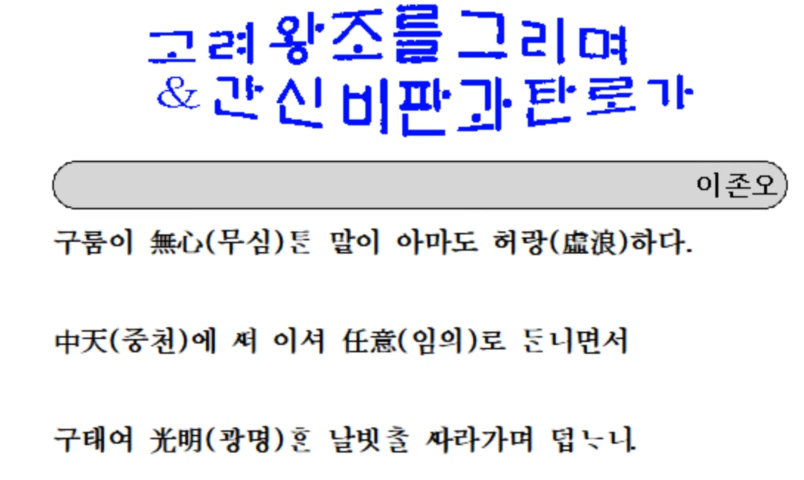 고려왕조를그리며
&간신비판과탄로가
이존오
구룸이 無心(무심)ᄐᆞᆫ 말이 아마도 허랑(虛浪)하다.
中天(중천)에 ᄯᅥ 이셔 任意(임의)로 ᄃᆞᆫ니면서
구태여 光明(광명)ᄒᆞᆫ 날빗ᄎᆞᆯ ᄯᅡ라가며 덥ᄂᆞ니.